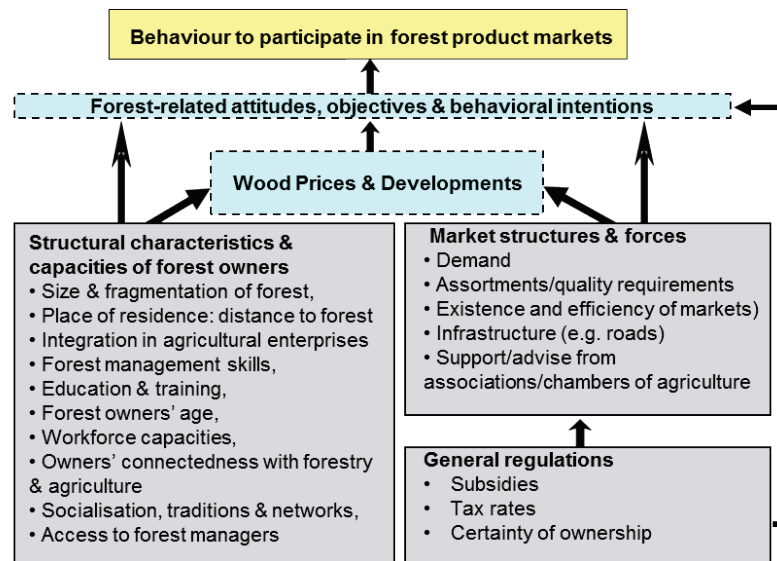 Behaviour to participate in forest product markets
Forest-related attitudes, objectives & behavioral intentions
Wood Prices & Developments
Structural characteristics &
capacities of forest owners
• Size & fragmentation of forest,
• Place of residence: distance to forest
• Integration in agricultural enterprises
• Forest management skills,
• Education & training,
• Forest owners’ age,
• Workforce capacities,
• Owners’ connectedness with forestry
& agriculture
• Socialisation, traditions & networks,
• Access to forest managers
Market structures & forces
• Demand
• Assortments/quality requirements
• Existence and efficiency of markets)
• Infrastructure (e.g. roads)
• Support/advise from
associations/chambers of agriculture
General regulations
• Subsidies
• Tax rates
• Certainty of ownership